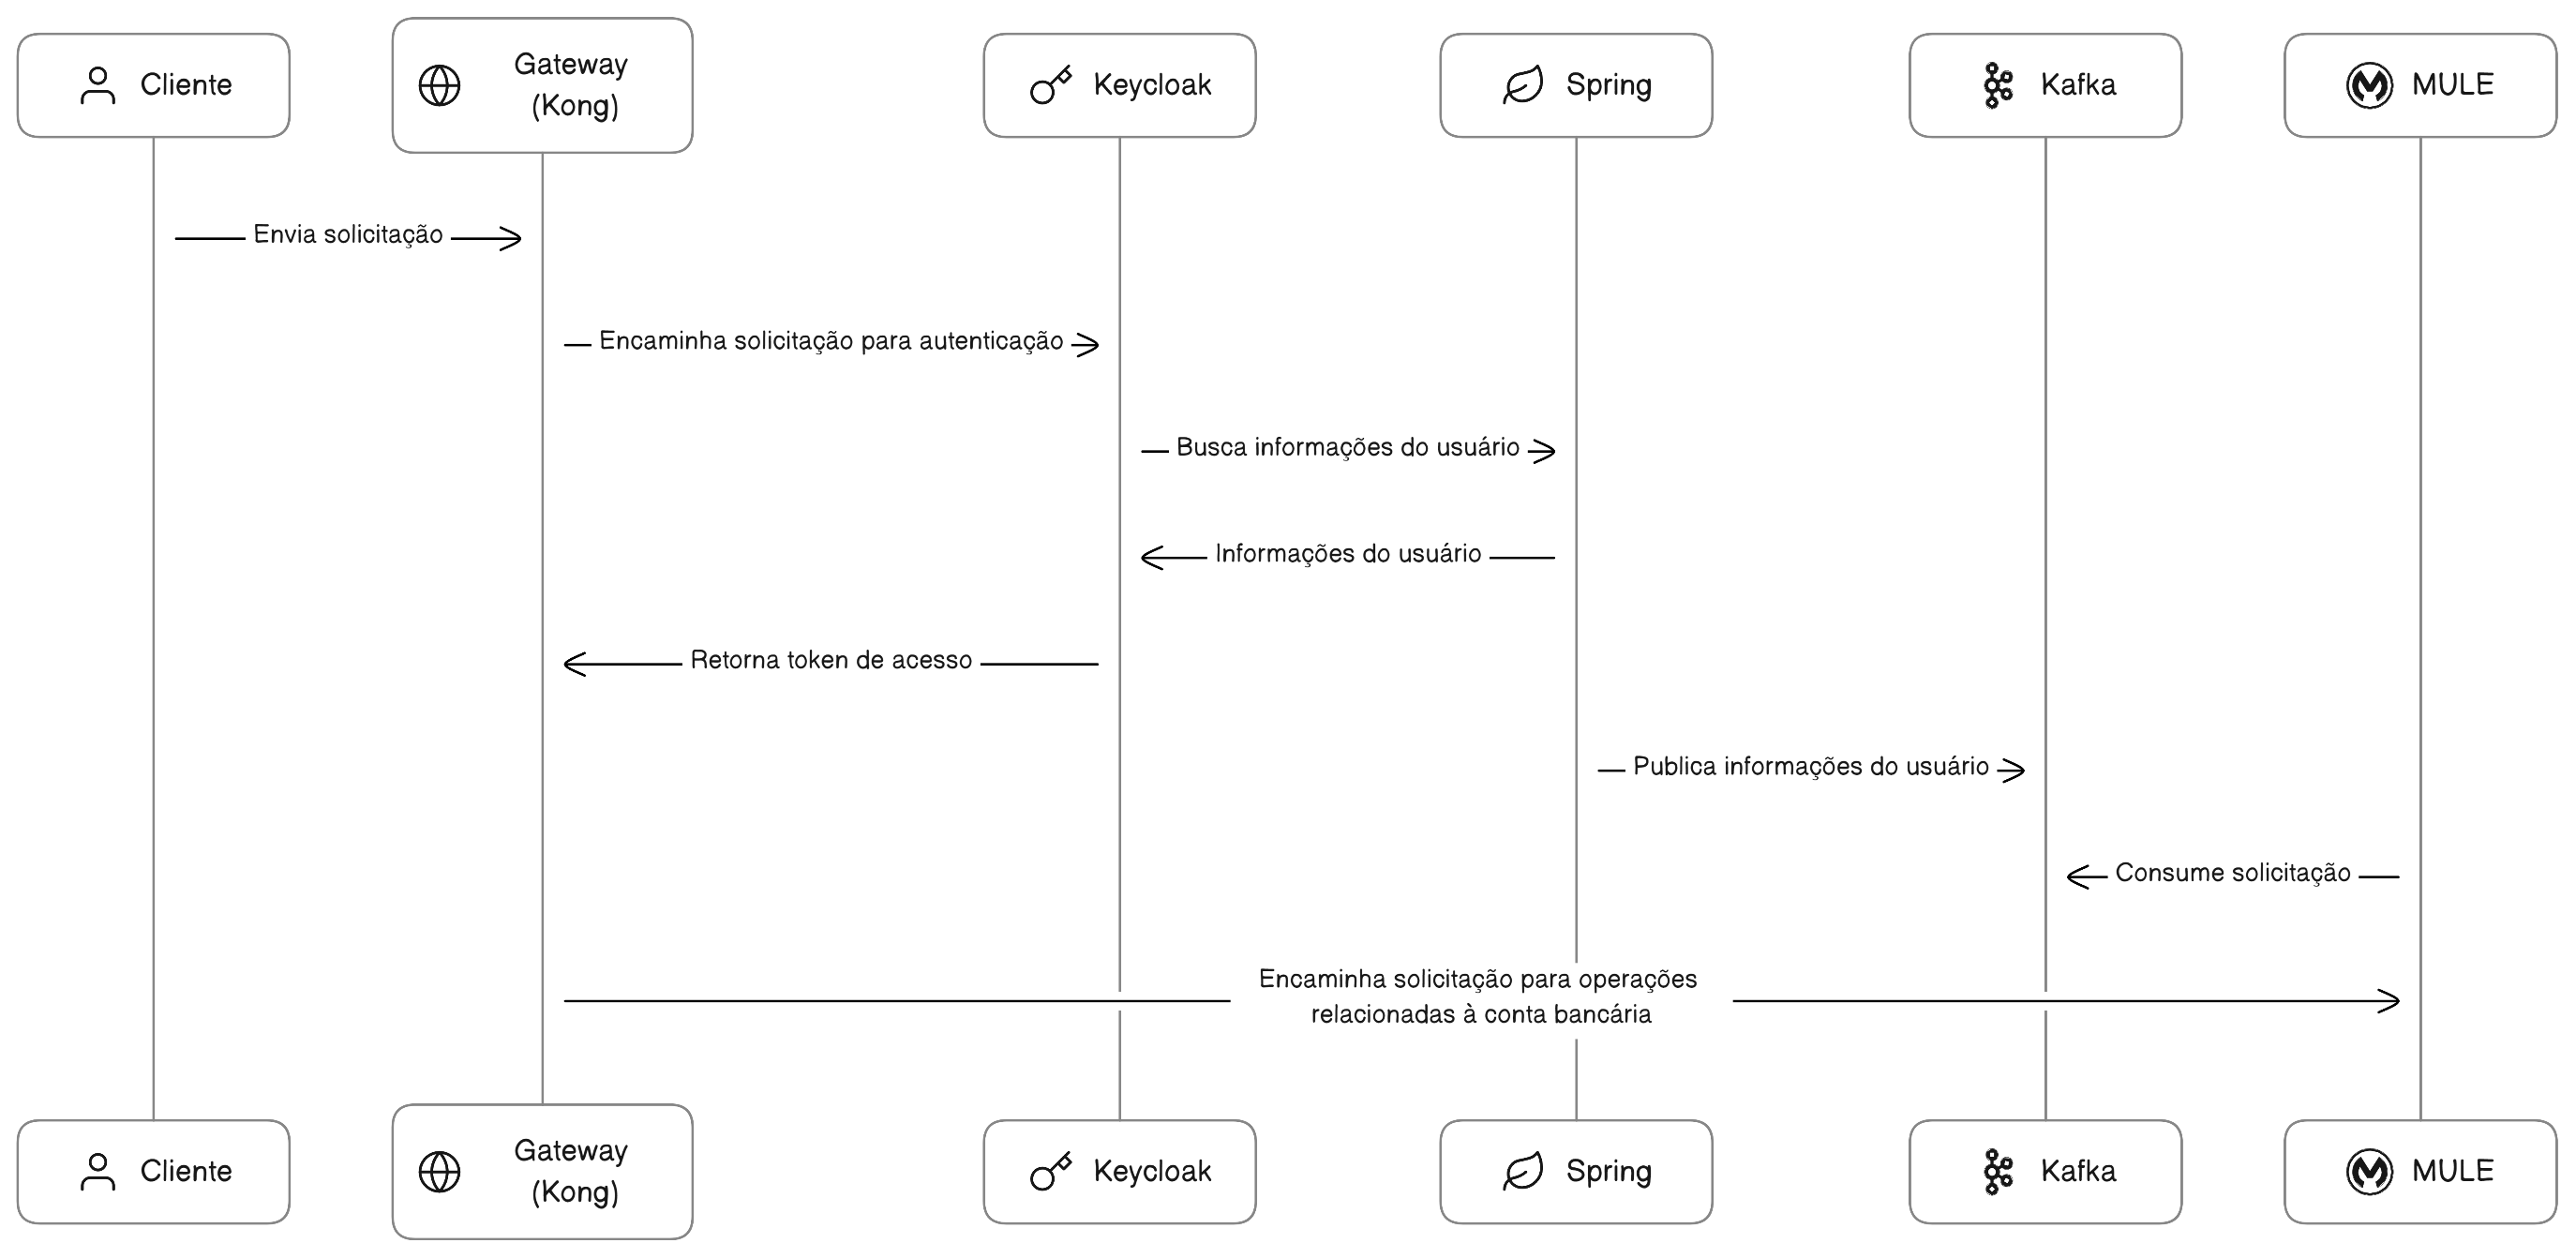 Cliente
Gateway
(Kong)
Keycloak
Spring
Kafka
MULE
Envia solicitação
Encaminha solicitação para autenticação
Busca informações do usuário
Informações do usuário
Retorna token de acesso
Publica informações do usuário
Consume solicitação
Encaminha solicitação para operações
relacionadas à conta bancária
Cliente
Gateway
(Kong)
Keycloak
Spring
Kafka
MULE